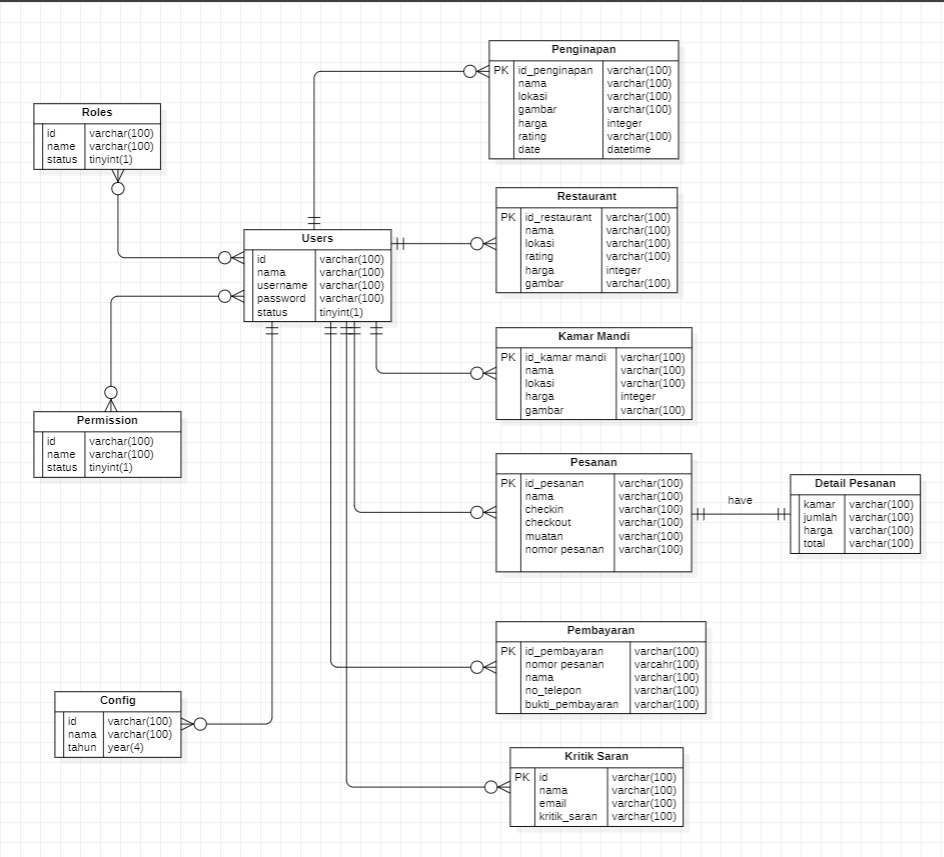 Penginapan
PK id_penginapan varchar(100)
nama varchar(100)
lokasi varchar(100)
gambar varchar(100)
harga integer
rating varchar(100)
date datetime
Roles
id varchar(100)
name varchar(100)
status tinyint(1)
Restaurant
PK id_restaurant varchar(100)
nama varchar(100)
lokasi varchar(100)
rating varchar(100)
harga integer
gambar varchar(100)
Users
id varchar(100)
nama varchar(100)
username varchar(100)
password varchar(100)
status tinyint(1)
Kamar Mandi
PK id_kamar mandi varchar(100)
nama varchar(100)
lokasi varchar(100)
harga integer
gambar varchar(100)
Permission
id varchar(100)
name varchar(100)
status tinyint(1)
Pesanan
PK id_pesanan varchar(100)
nama varchar(100)
checkin varchar(100)
checkout varchar(100)
muatan varchar(100)
nomor pesanan varchar(100)
have
Detail Pesanan
kamar varchar(100)
jumlah varchar(100)
harga varchar(100)
total varchar(100)
Pembayaran
PK id_pembayaran varchar(100)
nomor pesanan varcahr(100)
nama varchar(100)
no_telepon varchar(100)
bukti_pembayaran varchar(100)
Config
id varchar(100)
nama varchar(100)
tahun year(4)
Kritik Saran
PK id varchar(100)
nama varchar(100)
email varchar(100)
kritik_saran varchar(100)